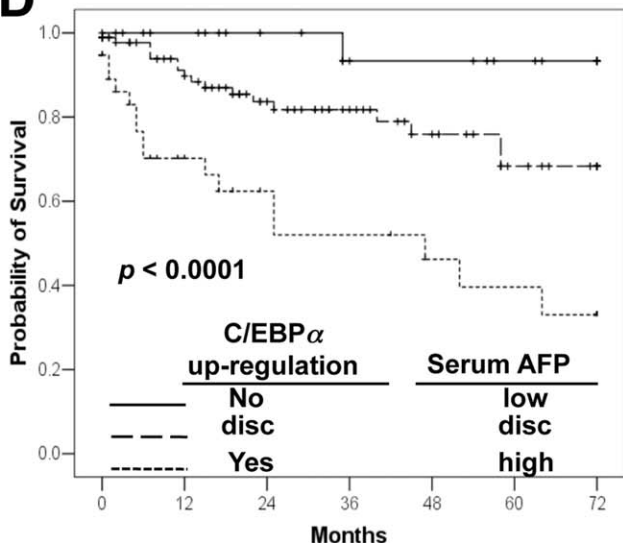 D
1.0
0.8
0.6
0.4
0.2
0.0
Probability of Survival
p < 0.0001
C/EBPα
up-regulation Serum AFP
No low
disc disc
Yes high
0 12 24 36 48 60 72
Months